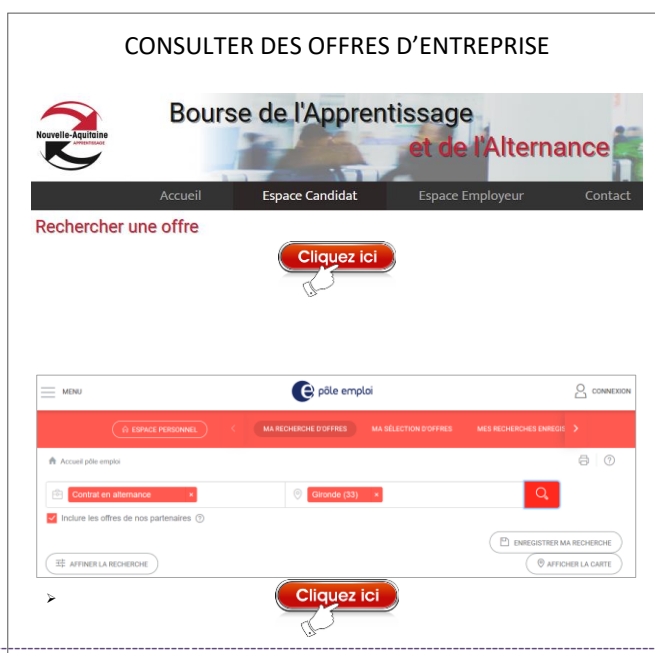 CONSULTER DES OFFRES D'ENTREPRISE
Nouvelle-Aquitaine
APPRENTISSAGE
Bourse de l'Apprentissage
et de l'Alternance
Accueil Espace Candidat Espace Employeur Contact
Rechercher une offre
Cliquez ici
MENU pôle emploi CONNEXION
ESPACE PERSONNEL < MA RECHERCHE D'OFFRES MA SÉLECTION D'OFFRES MES RECHERCHES ENREGIS >
Accueil pôle emploi
Contrat en alternance × Gironde (33) ×
Inclure les offres de nos partenaires ?
ENREGISTRER MA RECHERCHE
AFFINER LA RECHERCHE AFFICHER LA CARTE
Cliquez ici